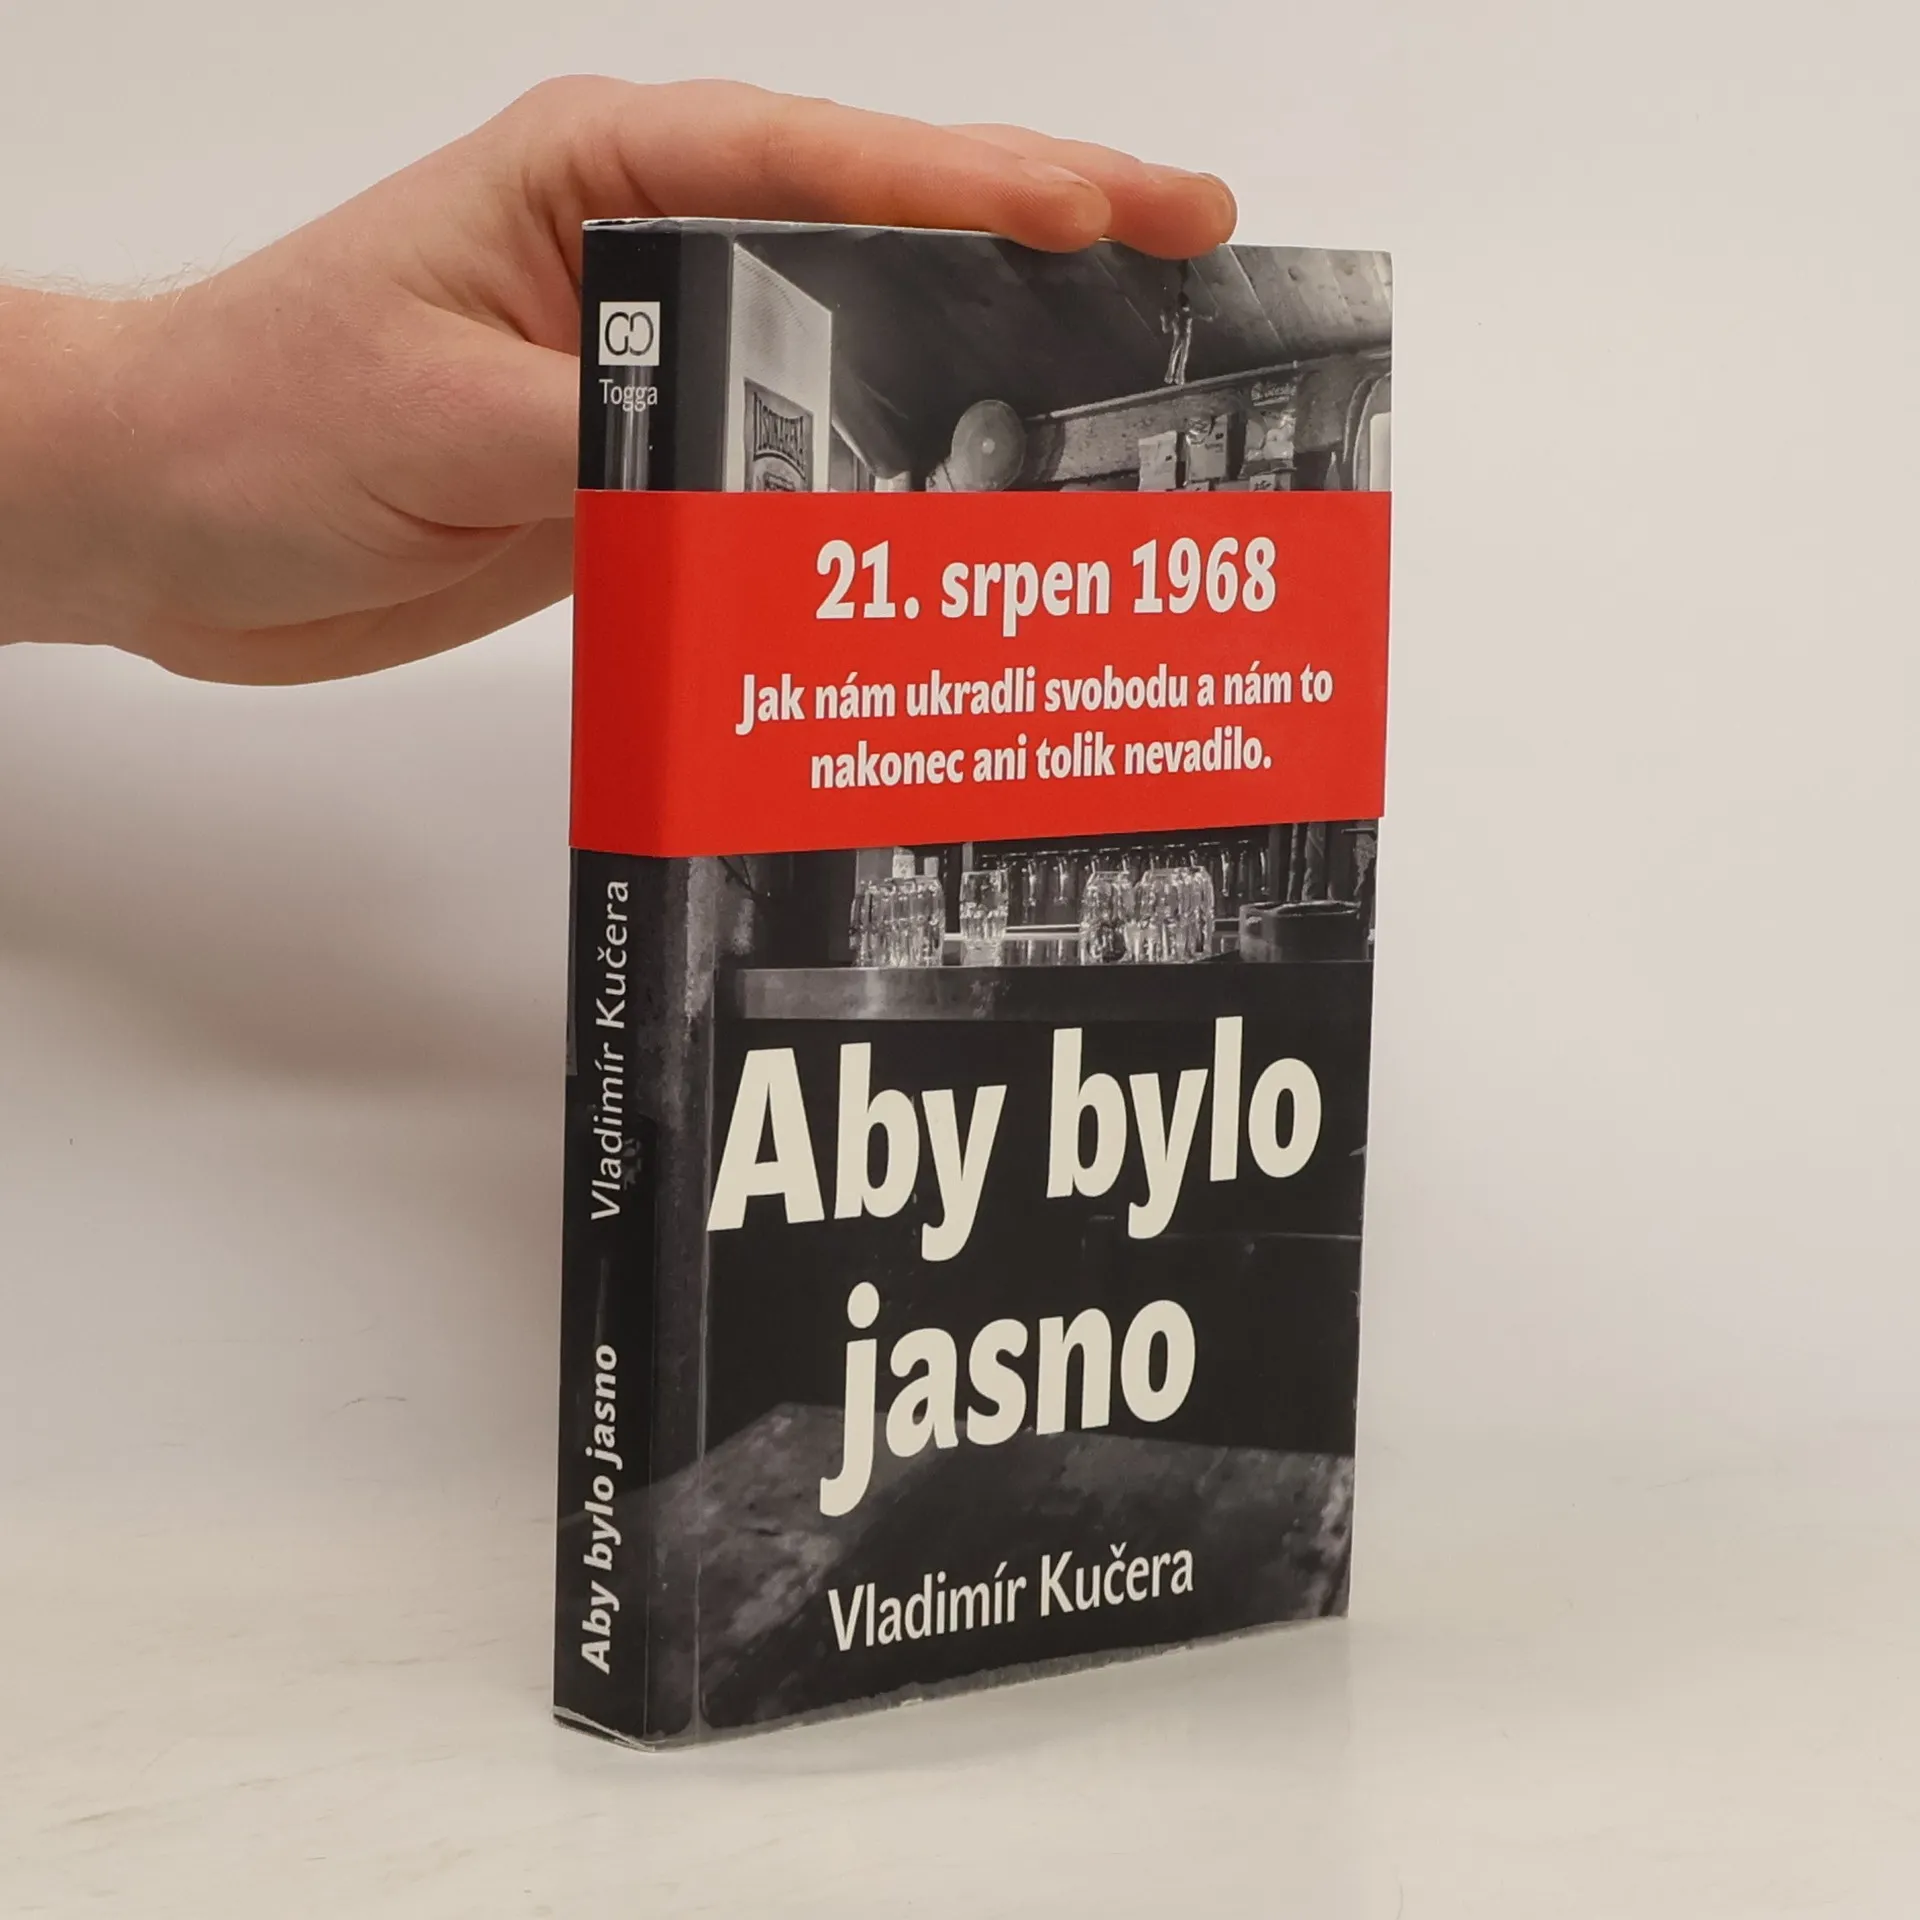 Togga
Vladimír Kučera
Aby bylo jasno
21. srpen 1968
Jak nám ukradli svobodu a nám to
nakonec ani tolik nevadilo.
Aby bylo
jasno
Vladimír Kučera